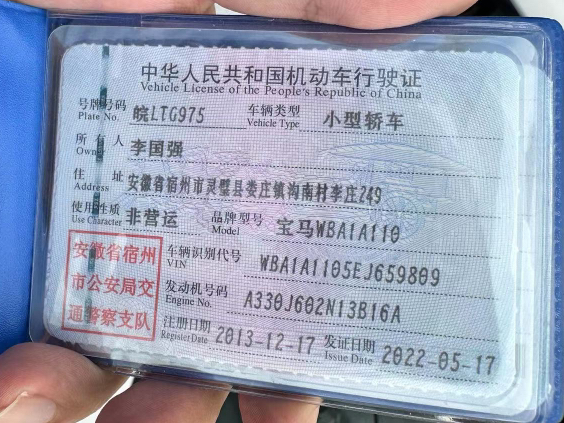 中华人民共和国机动车行驶证
Vehicle License of the People's Republic of China
号牌号码 皖LTG975 车辆类型 小型轿车
Plate No. Vehicle Type
所有人 李国强
Owner
住址 安徽省宿州市灵璧县娄庄镇沟南村李庄249
Address
使用性质 非营运 品牌型号 宝马WBA1A110
Use Character Model
安徽省宿州
市公安局交
通警察支队
车辆识别代号 WBA1A1105EJ659809
VIN
发动机号码 A330J602N13B16A
Engine No.
注册日期 2013-12-17 发证日期 2022-05-17
Register Date Issue Date